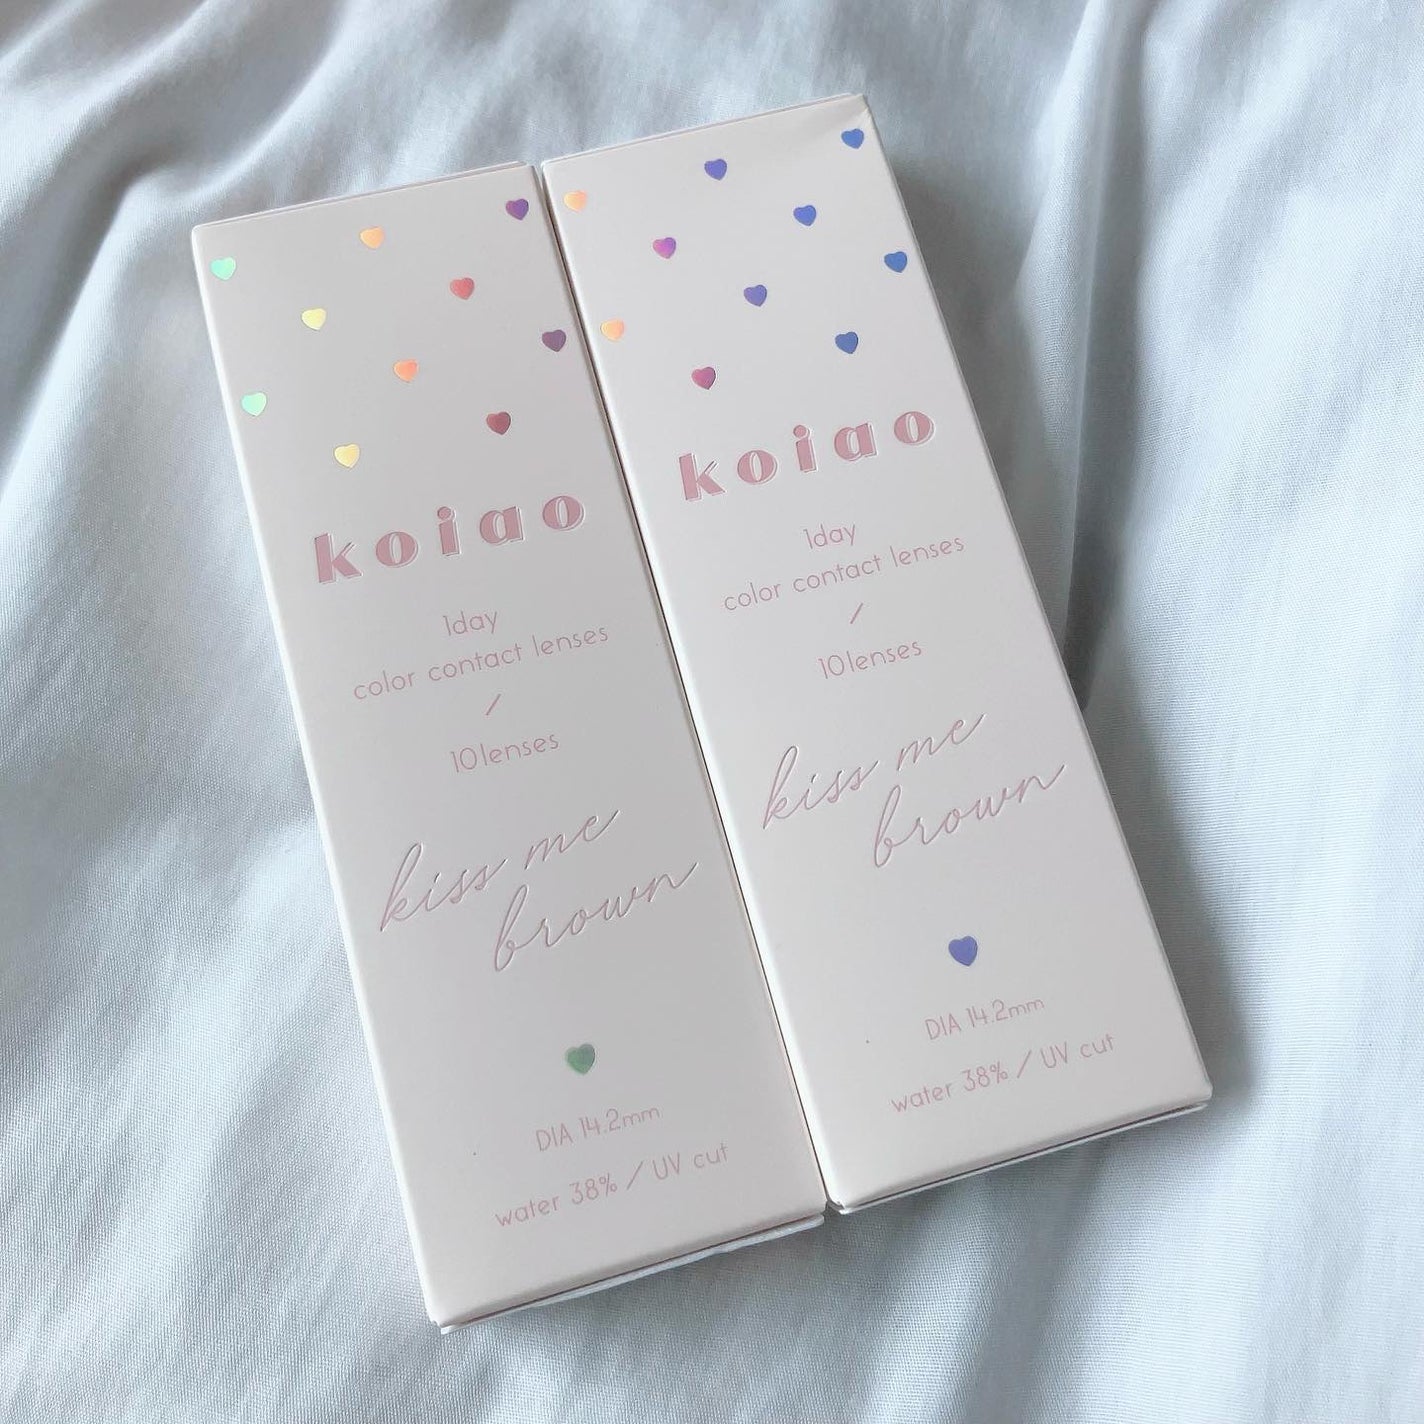 koiao
1day
color contact lenses
/
10lenses
kiss me
brown
DIA 14.2mm
water 38% / UV cut
koiao
1day
color contact lenses
/
10lenses
kiss me
brown
DIA 14.2mm
water 38% / UV cut